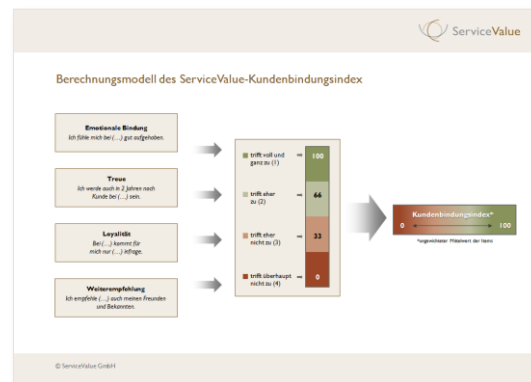 ServiceValue
Berechnungsmodell des ServiceValue-Kundenbindungsindex
Emotionale Bindung
Ich fühle mich bei (...) gut aufgehoben.
Treue
Ich werde auch in 2 Jahren noch
Kunde bei (...) sein.
Loyalität
Bei (...) kommt für
mich nur (...) infrage.
Weiterempfehlung
Ich empfehle (...) auch meinen Freunden
und Bekannten.
trifft voll und
ganz zu (1)
100
trifft eher
zu (2)
66
trifft eher
nicht zu (3)
33
trifft überhaupt
nicht zu (4)
0
Kundenbindungsindex*
0 100
*ungewichteter Mittelwert der Items
© ServiceValue GmbH